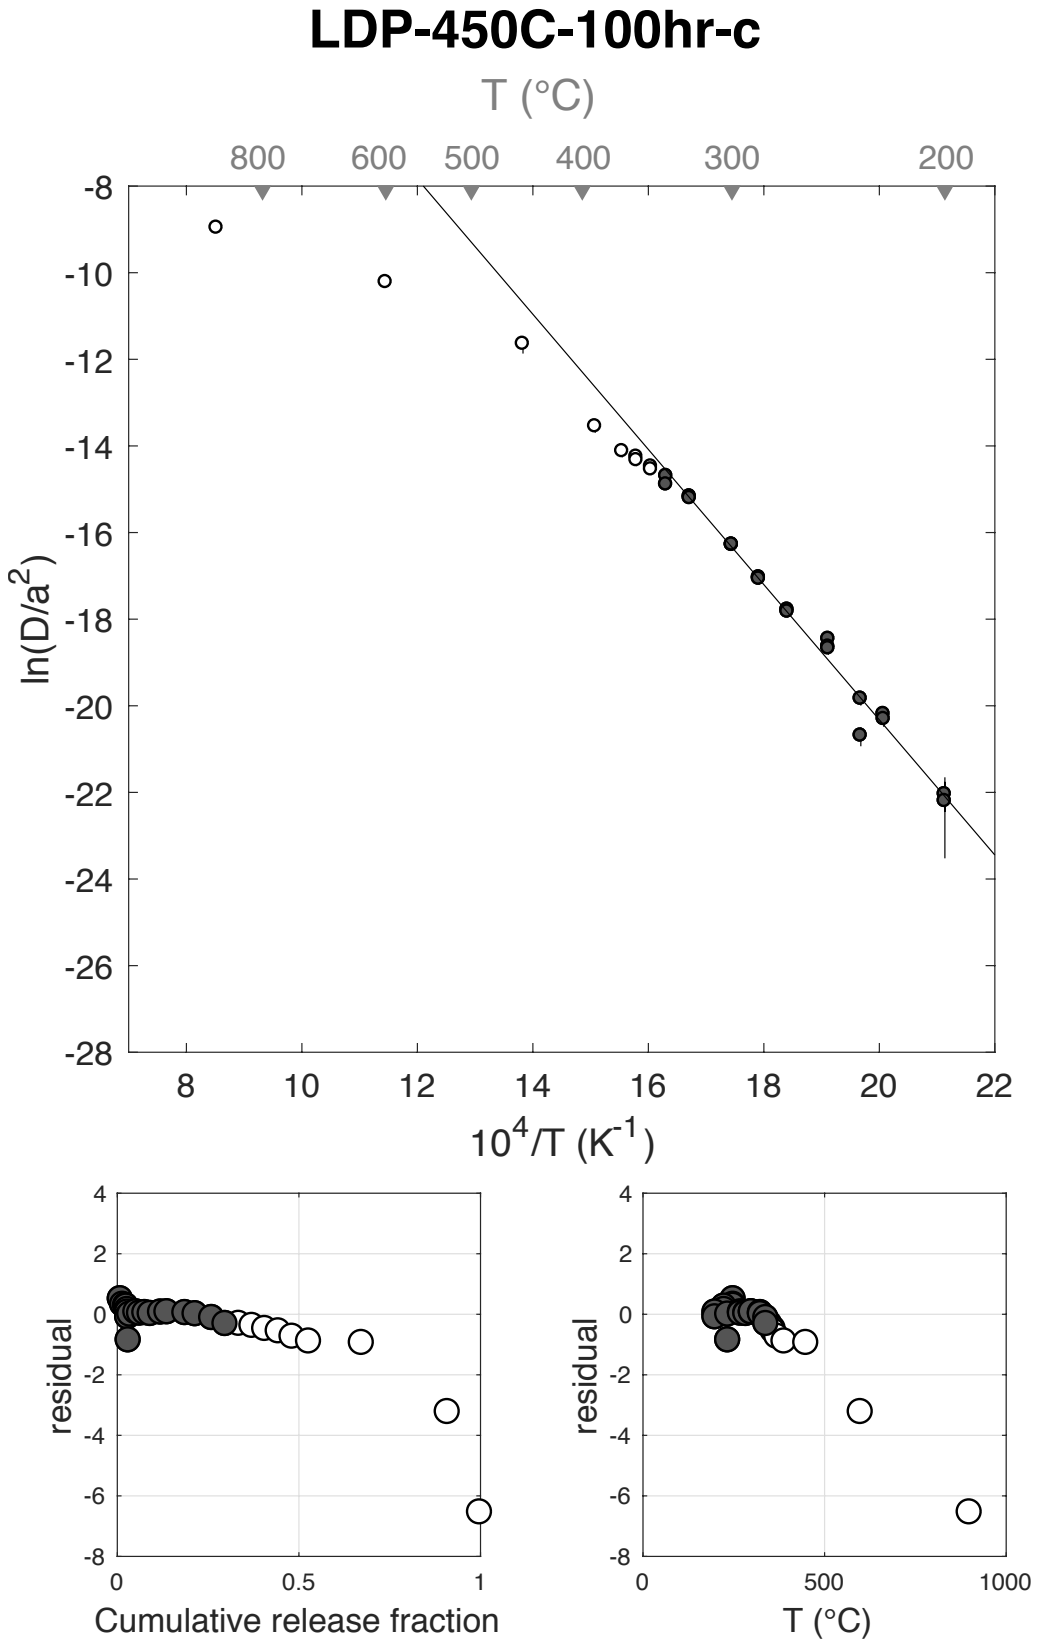 LDP-450C-100hr-c
T (°C)
800 600 500 400 300 200
-8
-10
-12
-14
-16
-18
-20
-22
-24
-26
-28
ln(D/a²)
8 10 12 14 16 18 20 22
10⁴/T (K⁻¹)
4
2
0
-2
-4
-6
-8
residual
0 0.5 1
Cumulative release fraction
4
2
0
-2
-4
-6
-8
residual
0 500 1000
T (°C)